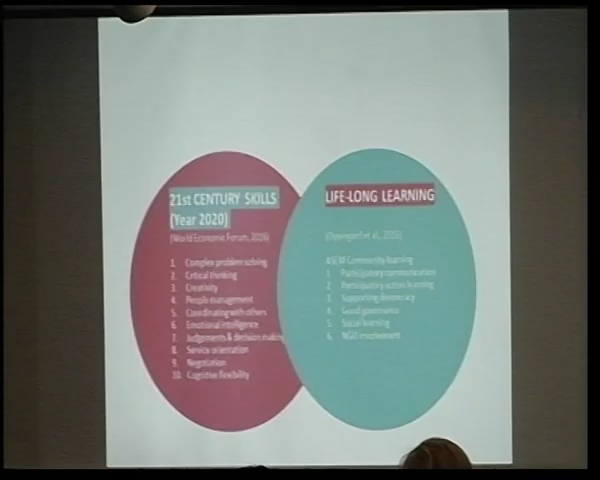 21st CENTURY SKILLS
(Year 2020)
(World Economic Forum, 2016)
1. Complex problem solving
2. Critical thinking
3. Creativity
4. People management
5. Coordinating with others
6. Emotional intelligence
7. Judgements & decision making
8. Service orientation
9. Negotiation
10. Cognitive flexibility
LIFE-LONG LEARNING
et al.,
ASEM Community learning
1. Participatory communication
2. Participatory action learning
3. Supporting democracy
4. Good governance
5. Social learning
6. NGO involvement